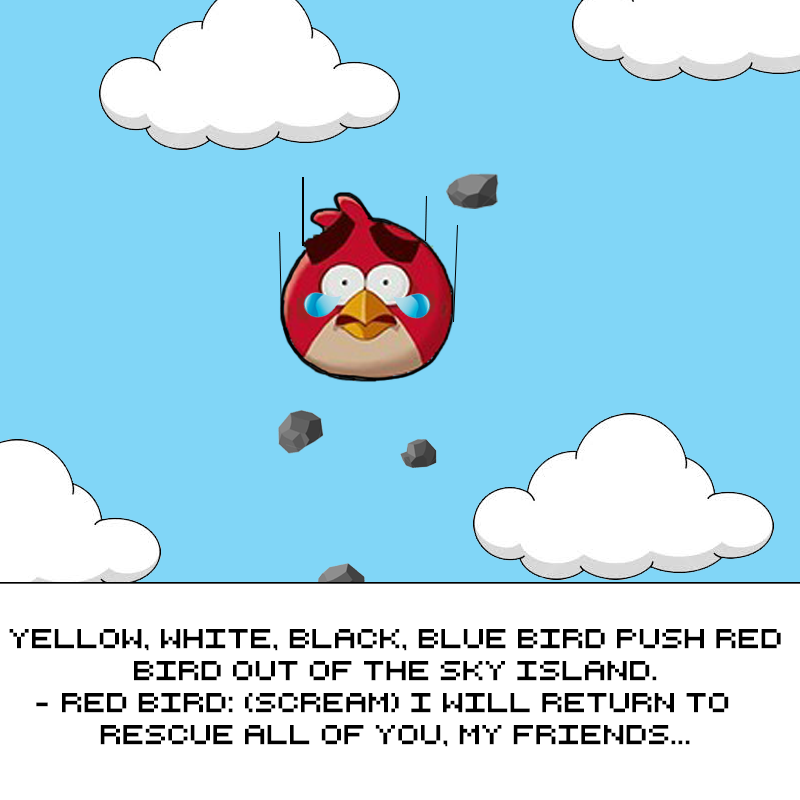 YELLOW, WHITE, BLACK, BLUE BIRD PUSH RED
BIRD OUT OF THE SKY ISLAND.
- RED BIRD: (SCREAM) I WILL RETURN TO
RESCUE ALL OF YOU, MY FRIENDS...